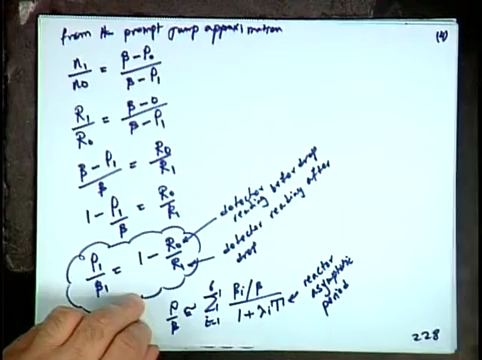 from the prompt jump approximation
(4)
n1/n0 = β-ρ0/β-ρ1
R1/R0 = β-0/β-ρ1
β-ρ1/β = R0/R1
1-ρ1/β = R0/R1
detector reading before drop
ρ1/β1 = 1 - R0/R1
detector reading after drop
ρ/β ≈ Σ i=1 6 βi/β / 1+λiT
reactor asymptotic period
228